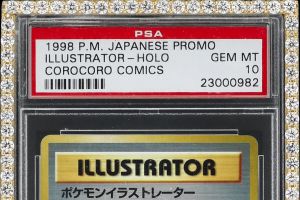 PSA
1998 P.M. JAPANESE PROMO
ILLUSTRATOR-HOLO GEM MT
COROCORO COMICS 10
23000982
ILLUSTRATOR
ポケモンイラストレーター